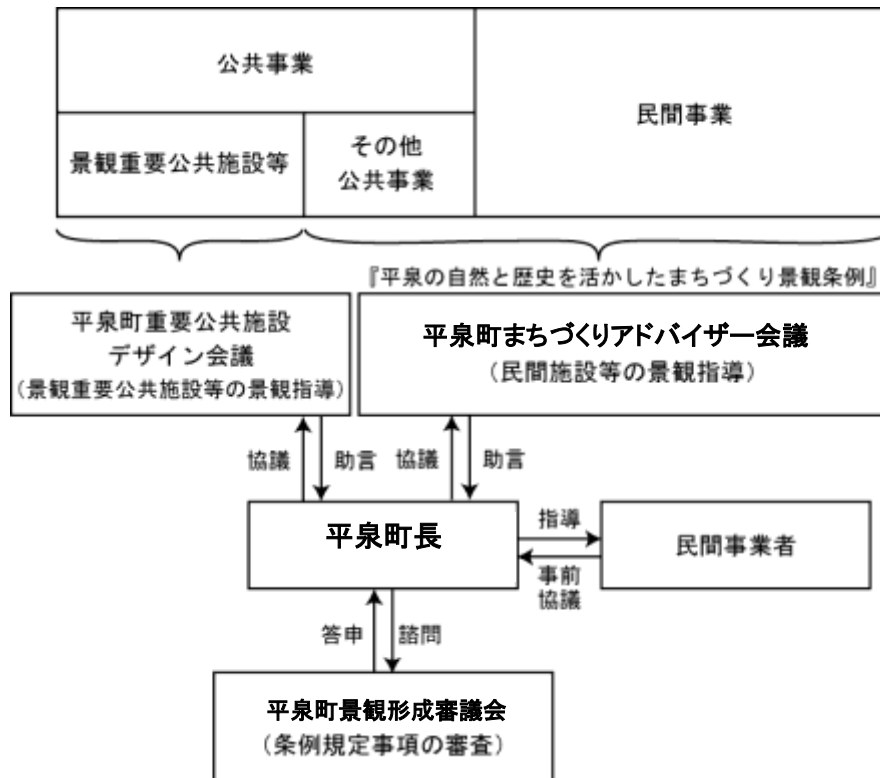 公共事業
民間事業
景観重要公共施設等
その他
公共事業
『平泉の自然と歴史を活かしたまちづくり景観条例』
平泉町重要公共施設
デザイン会議
（景観重要公共施設等の景観指導）
平泉町まちづくりアドバイザー会議
（民間施設等の景観指導）
協議
助言
協議
助言
平泉町長
指導
事前
協議
民間事業者
答申
諮問
平泉町景観形成審議会
（条例規定事項の審査）